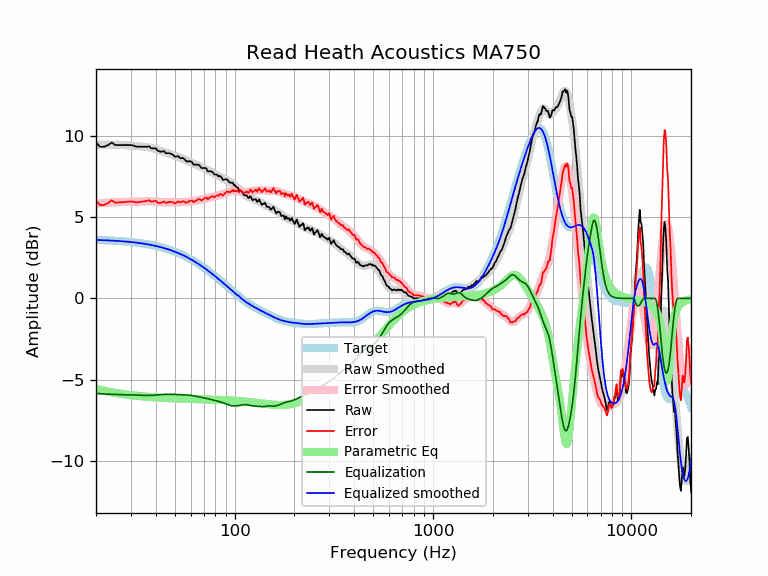 Read Heath Acoustics MA750
Amplitude (dBr)
10
5
0
−5
−10
Target
Raw Smoothed
Error Smoothed
Raw
Error
Parametric Eq
Equalization
Equalized smoothed
100
1000
10000
Frequency (Hz)